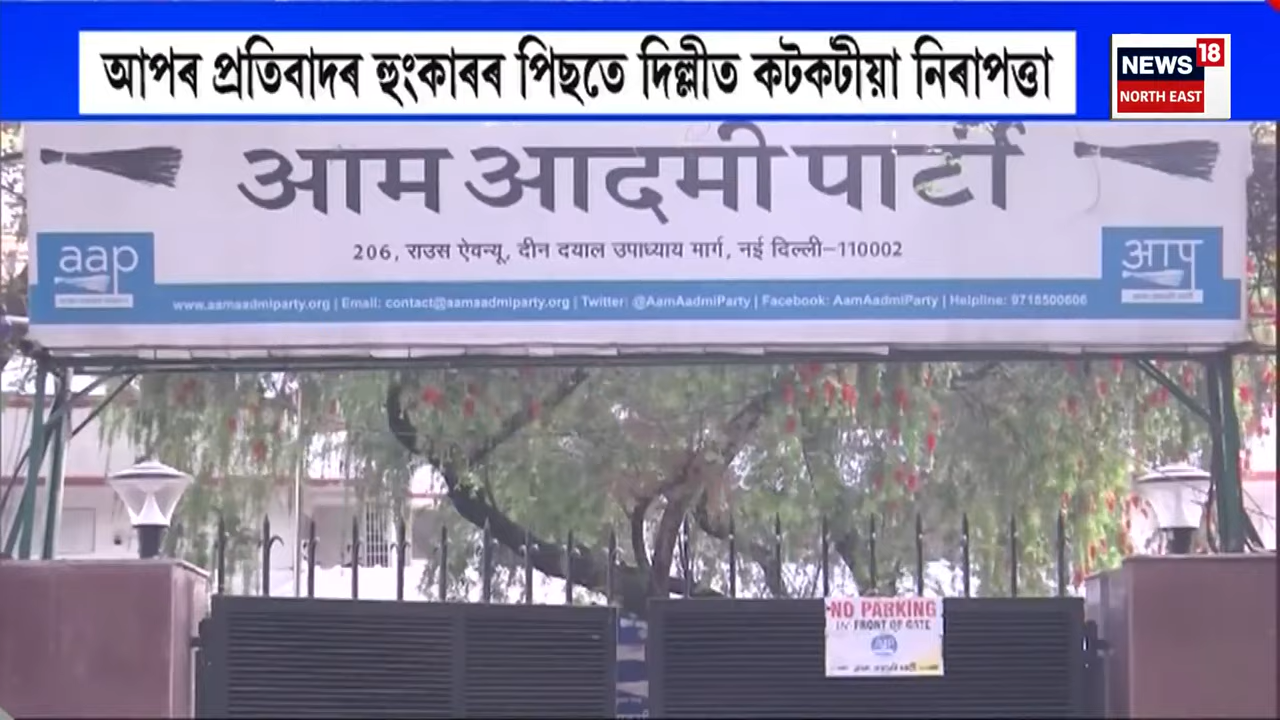 আপৰ প্ৰতিবাদৰ হুংকাৰৰ পিছতে দিল্লীত কটকটীয়া নিৰাপত্তা
NEWS 18
NORTH EAST
आम आदमी पार्टी
206, राउस ऐवन्यू, दीन दयाल उपाध्याय मार्ग, नई दिल्ली-110002
aap
आप
www.aamaadmiparty.org | Email: contact@aamaadmiparty.org | Twitter: @AamAadmiParty | Facebook: AamAadmiParty | Helpline: 9718500606
NO PARKING
IN FRONT OF GATE